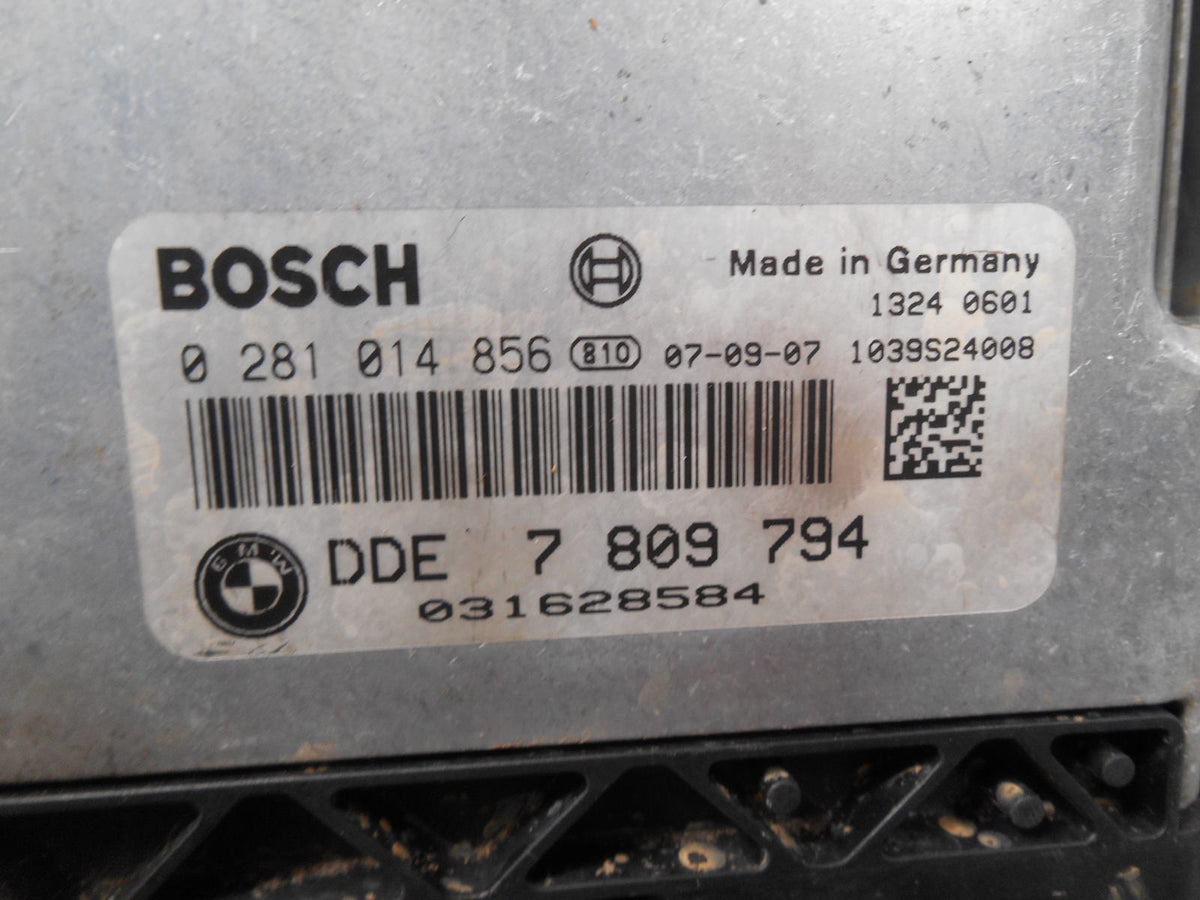 BOSCH
Made in Germany
1324 0601
0 281 014 856 810 07-09-07 1039S24008
BMW
DDE 7 809 794
031628584